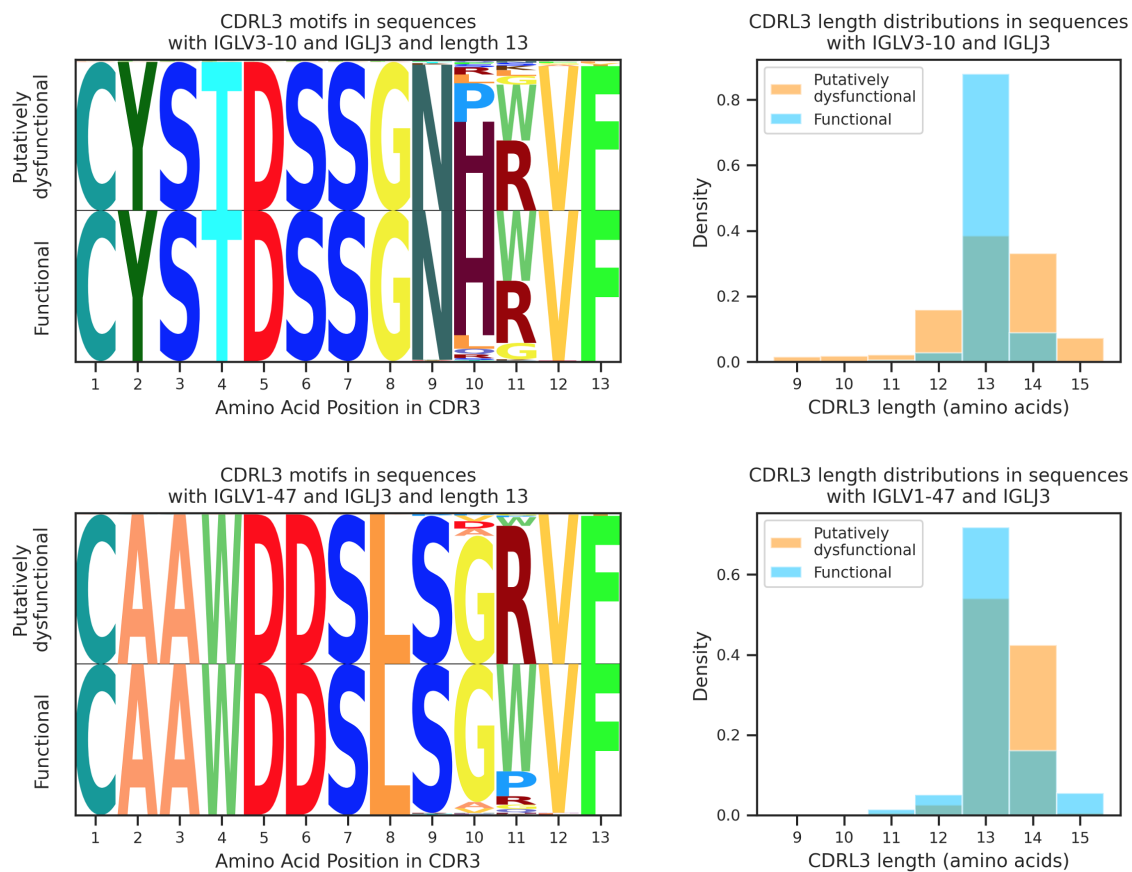 CDRL3 motifs in sequences
with IGLV3-10 and IGLJ3 and length 13
Putatively
dysfunctional
Functional
CYSTDSSGNHRVF
CYSTDSSGNHRVF
P W
L G
R K
W
L G
Q
R
1 2 3 4 5 6 7 8 9 10 11 12 13
Amino Acid Position in CDR3
CDRL3 length distributions in sequences
with IGLV3-10 and IGLJ3
Putatively
dysfunctional
Functional
Density
0.8
0.6
0.4
0.2
0.0
9 10 11 12 13 14 15
CDRL3 length (amino acids)
CDRL3 motifs in sequences
with IGLV1-47 and IGLJ3 and length 13
Putatively
dysfunctional
Functional
CAAWDDSLSGRVF
CAAWDDSLSGWVF
D W
A
P
R
A
1 2 3 4 5 6 7 8 9 10 11 12 13
Amino Acid Position in CDR3
CDRL3 length distributions in sequences
with IGLV1-47 and IGLJ3
Putatively
dysfunctional
Functional
Density
0.6
0.4
0.2
0.0
9 10 11 12 13 14 15
CDRL3 length (amino acids)